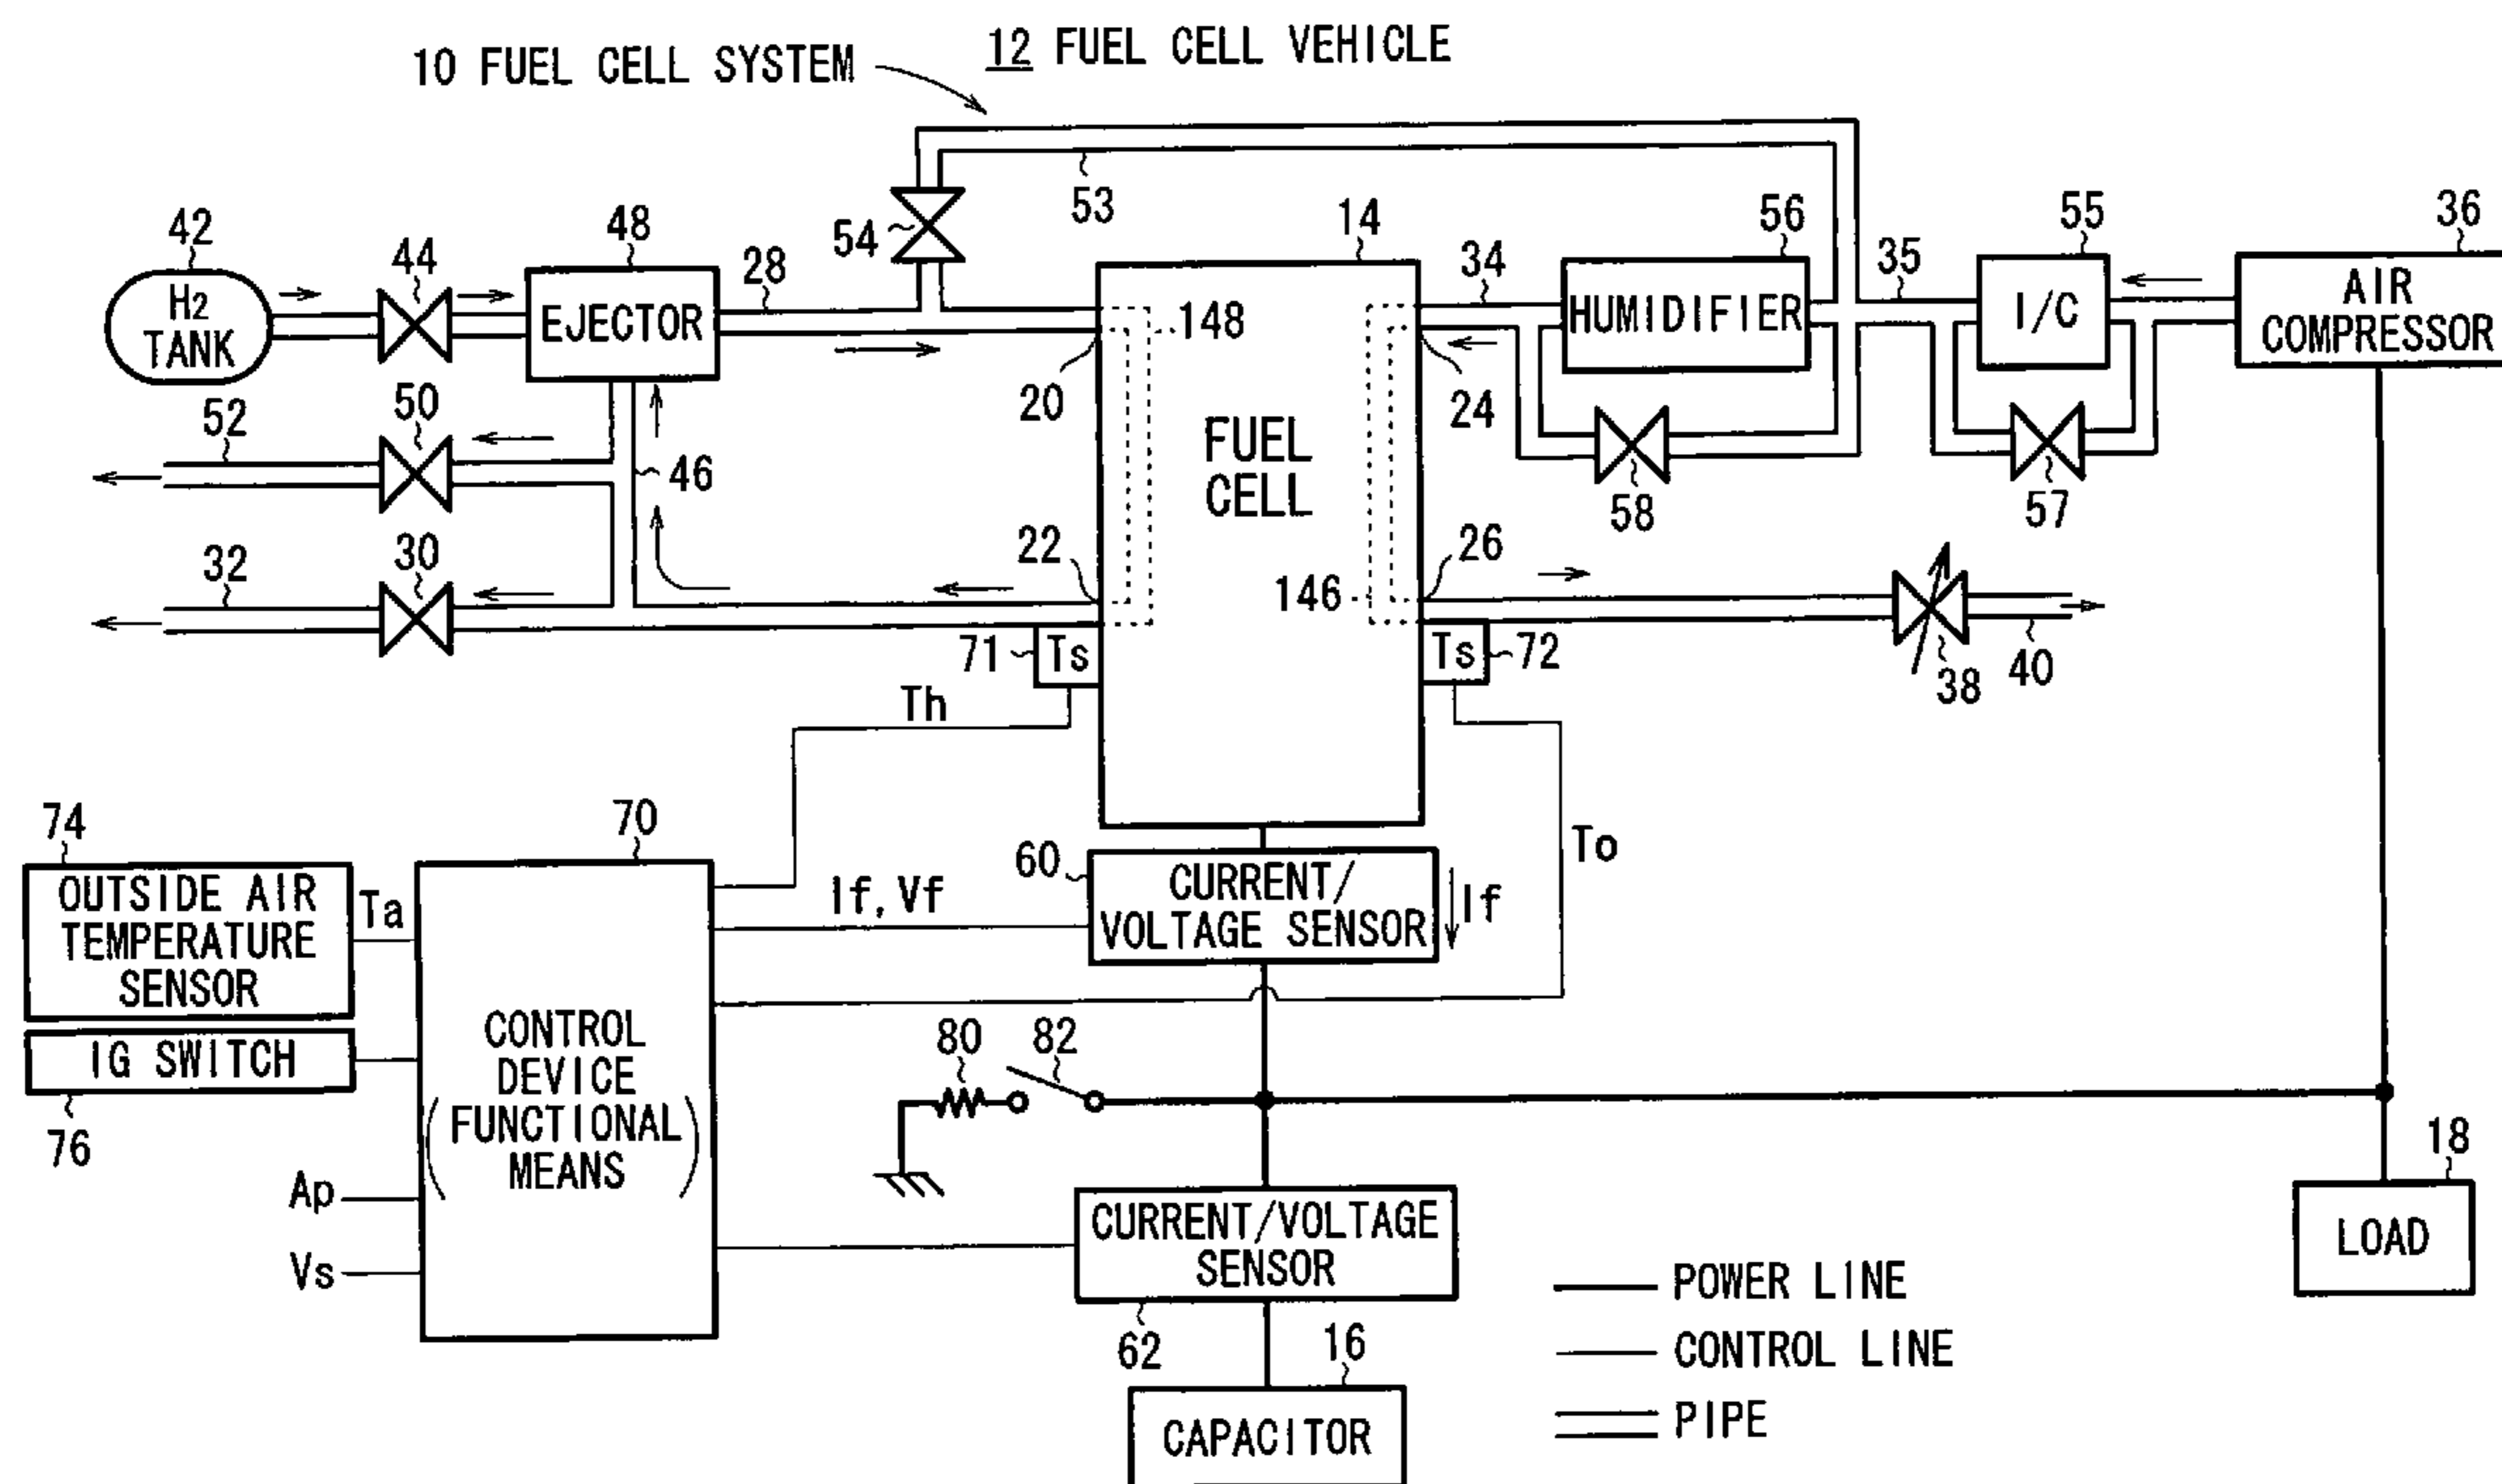 10 FUEL CELL SYSTEM
12 FUEL CELL VEHICLE
53
54
42
44
48
28
14
34
56
35
55
36
H2
TANK
EJECTOR
148
HUMIDIFIER
I/C
AIR
COMPRESSOR
20
24
52
50
46
FUEL
CELL
58
57
32
30
22
146
26
71
Ts
Ts
72
38
40
Th
To
74
70
60
OUTSIDE AIR
TEMPERATURE
SENSOR
Ta
If, Vf
CURRENT/
VOLTAGE SENSOR
If
IG SWITCH
76
CONTROL
DEVICE
(FUNCTIONAL
MEANS)
80
82
Ap
Vs
CURRENT/VOLTAGE
SENSOR
62
16
CAPACITOR
18
LOAD
POWER LINE
CONTROL LINE
PIPE